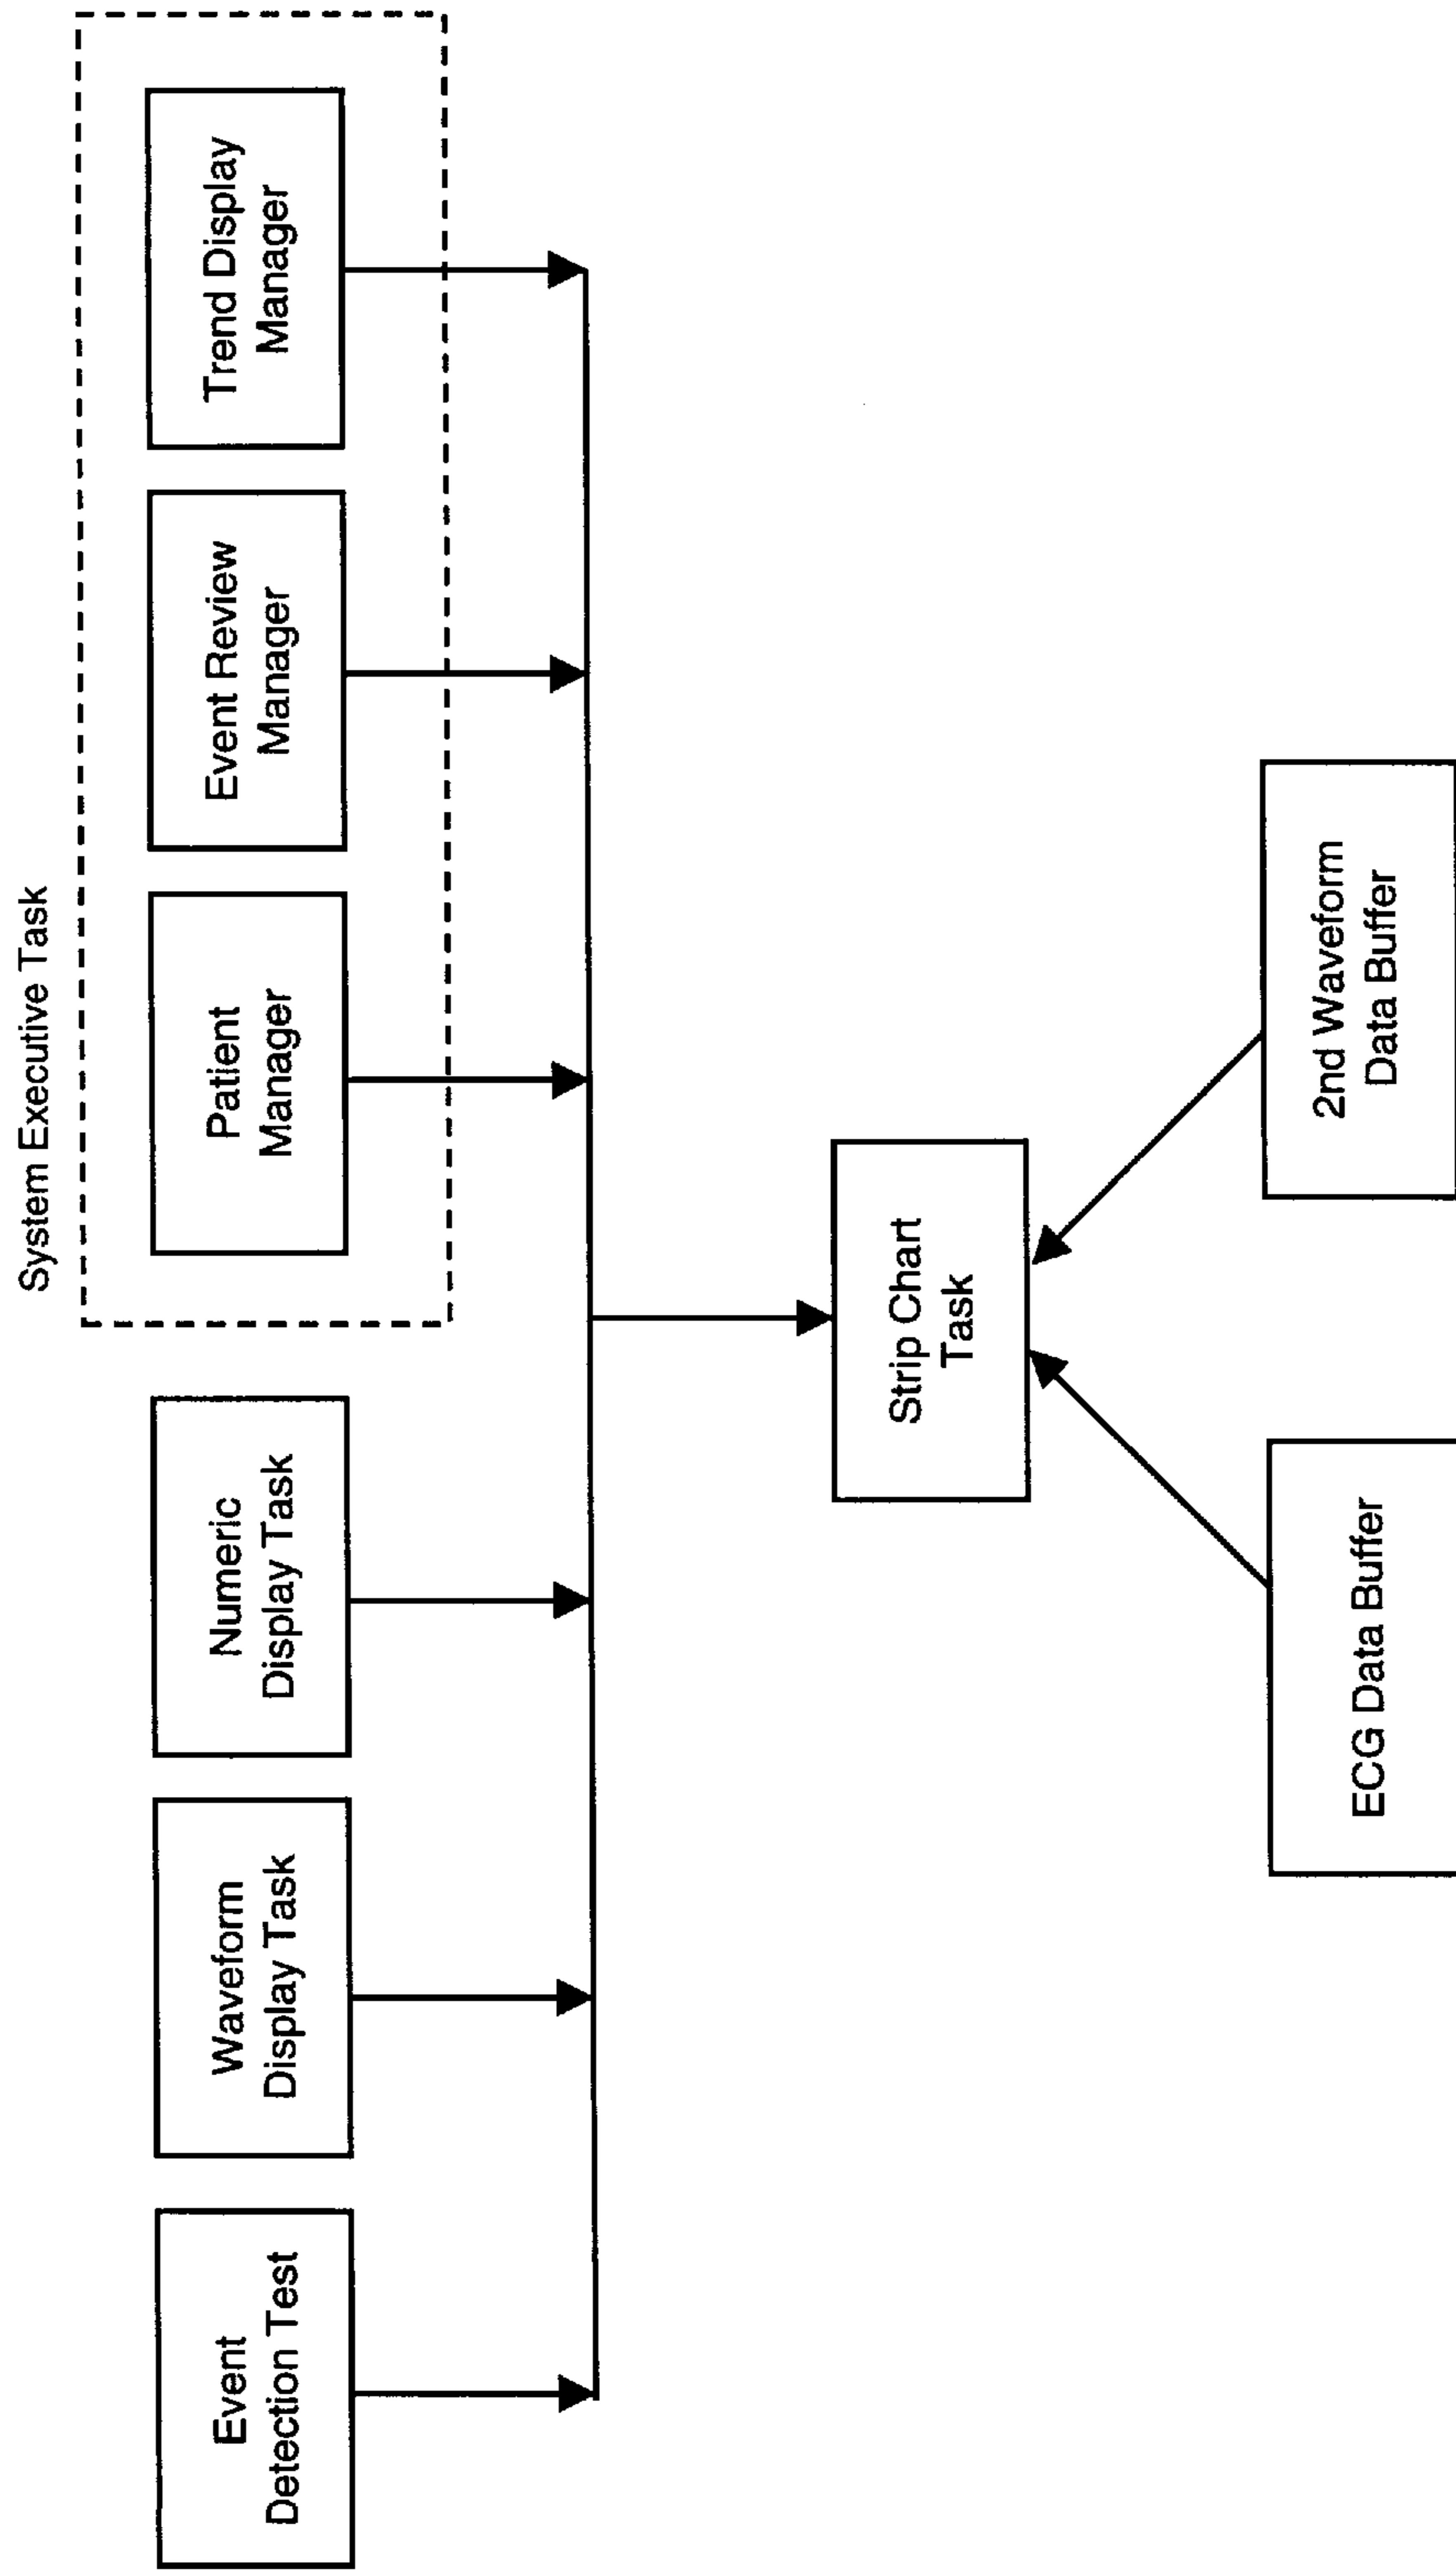 System Executive Task
Event
Detection Test
Waveform
Display Task
Numeric
Display Task
Patient
Manager
Event Review
Manager
Trend Display
Manager
Strip Chart
Task
ECG Data Buffer
2nd Waveform
Data Buffer